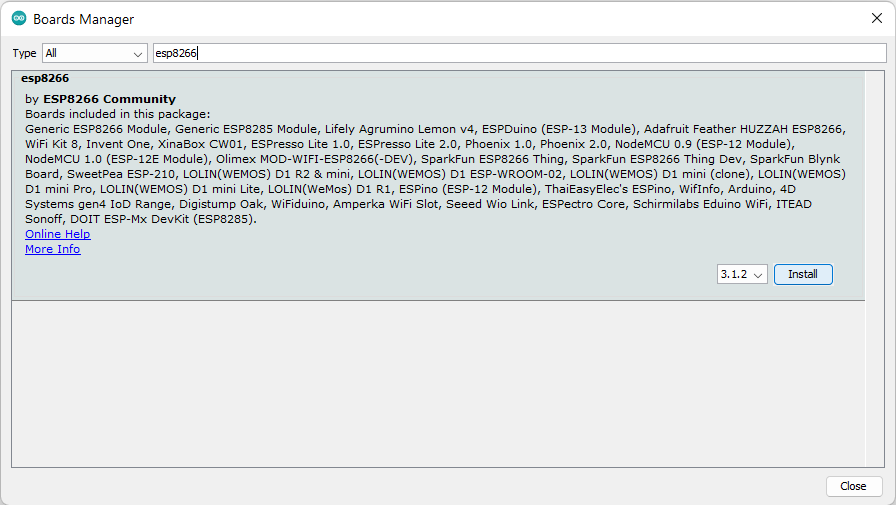 Boards Manager
Type All esp8266
esp8266
by ESP8266 Community
Boards included in this package:
Generic ESP8266 Module, Generic ESP8285 Module, Lifely Agrumino Lemon v4, ESPDuino (ESP-13 Module), Adafruit Feather HUZZAH ESP8266,
WiFi Kit 8, Invent One, XinaBox CW01, ESPresso Lite 1.0, ESPresso Lite 2.0, Phoenix 1.0, Phoenix 2.0, NodeMCU 0.9 (ESP-12 Module),
NodeMCU 1.0 (ESP-12E Module), Olimex MOD-WIFI-ESP8266(-DEV), SparkFun ESP8266 Thing, SparkFun ESP8266 Thing Dev, SparkFun Blynk
Board, SweetPea ESP-210, LOLIN(WEMOS) D1 R2 & mini, LOLIN(WEMOS) D1 ESP-WROOM-02, LOLIN(WEMOS) D1 mini (clone), LOLIN(WEMOS)
D1 mini Pro, LOLIN(WEMOS) D1 mini Lite, LOLIN(WeMos) D1 R1, ESPino (ESP-12 Module), ThaiEasyElec's ESPino, WifInfo, Arduino, 4D
Systems gen4 IoD Range, Digistump Oak, WiFiduino, Amperka WiFi Slot, Seeed Wio Link, ESPectro Core, Schirmilabs Eduino WiFi, ITEAD
Sonoff, DOIT ESP-Mx DevKit (ESP8285).
Online Help
More Info
3.1.2 Install
Close